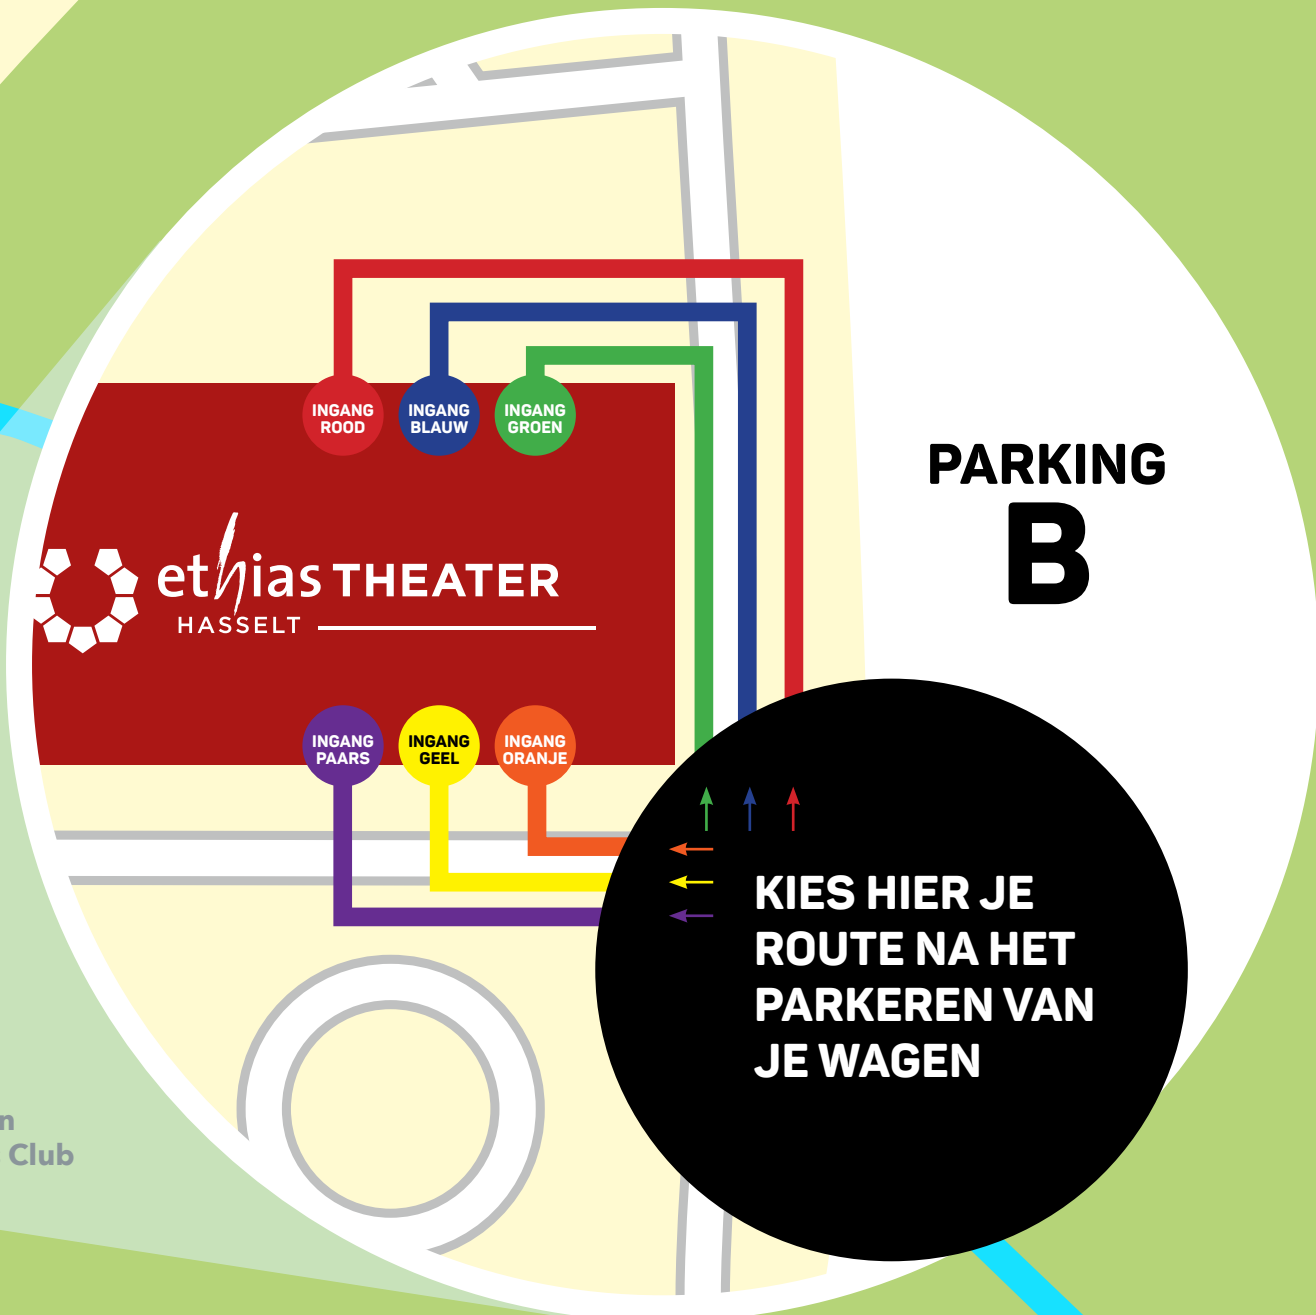 INGANG
ROOD
INGANG
BLAUW
INGANG
GROEN
PARKING
B
ethias THEATER
HASSELT
INGANG
PAARS
INGANG
GEEL
INGANG
ORANJE
KIES HIER JE
ROUTE NA HET
PARKEREN VAN
JE WAGEN
n
Club